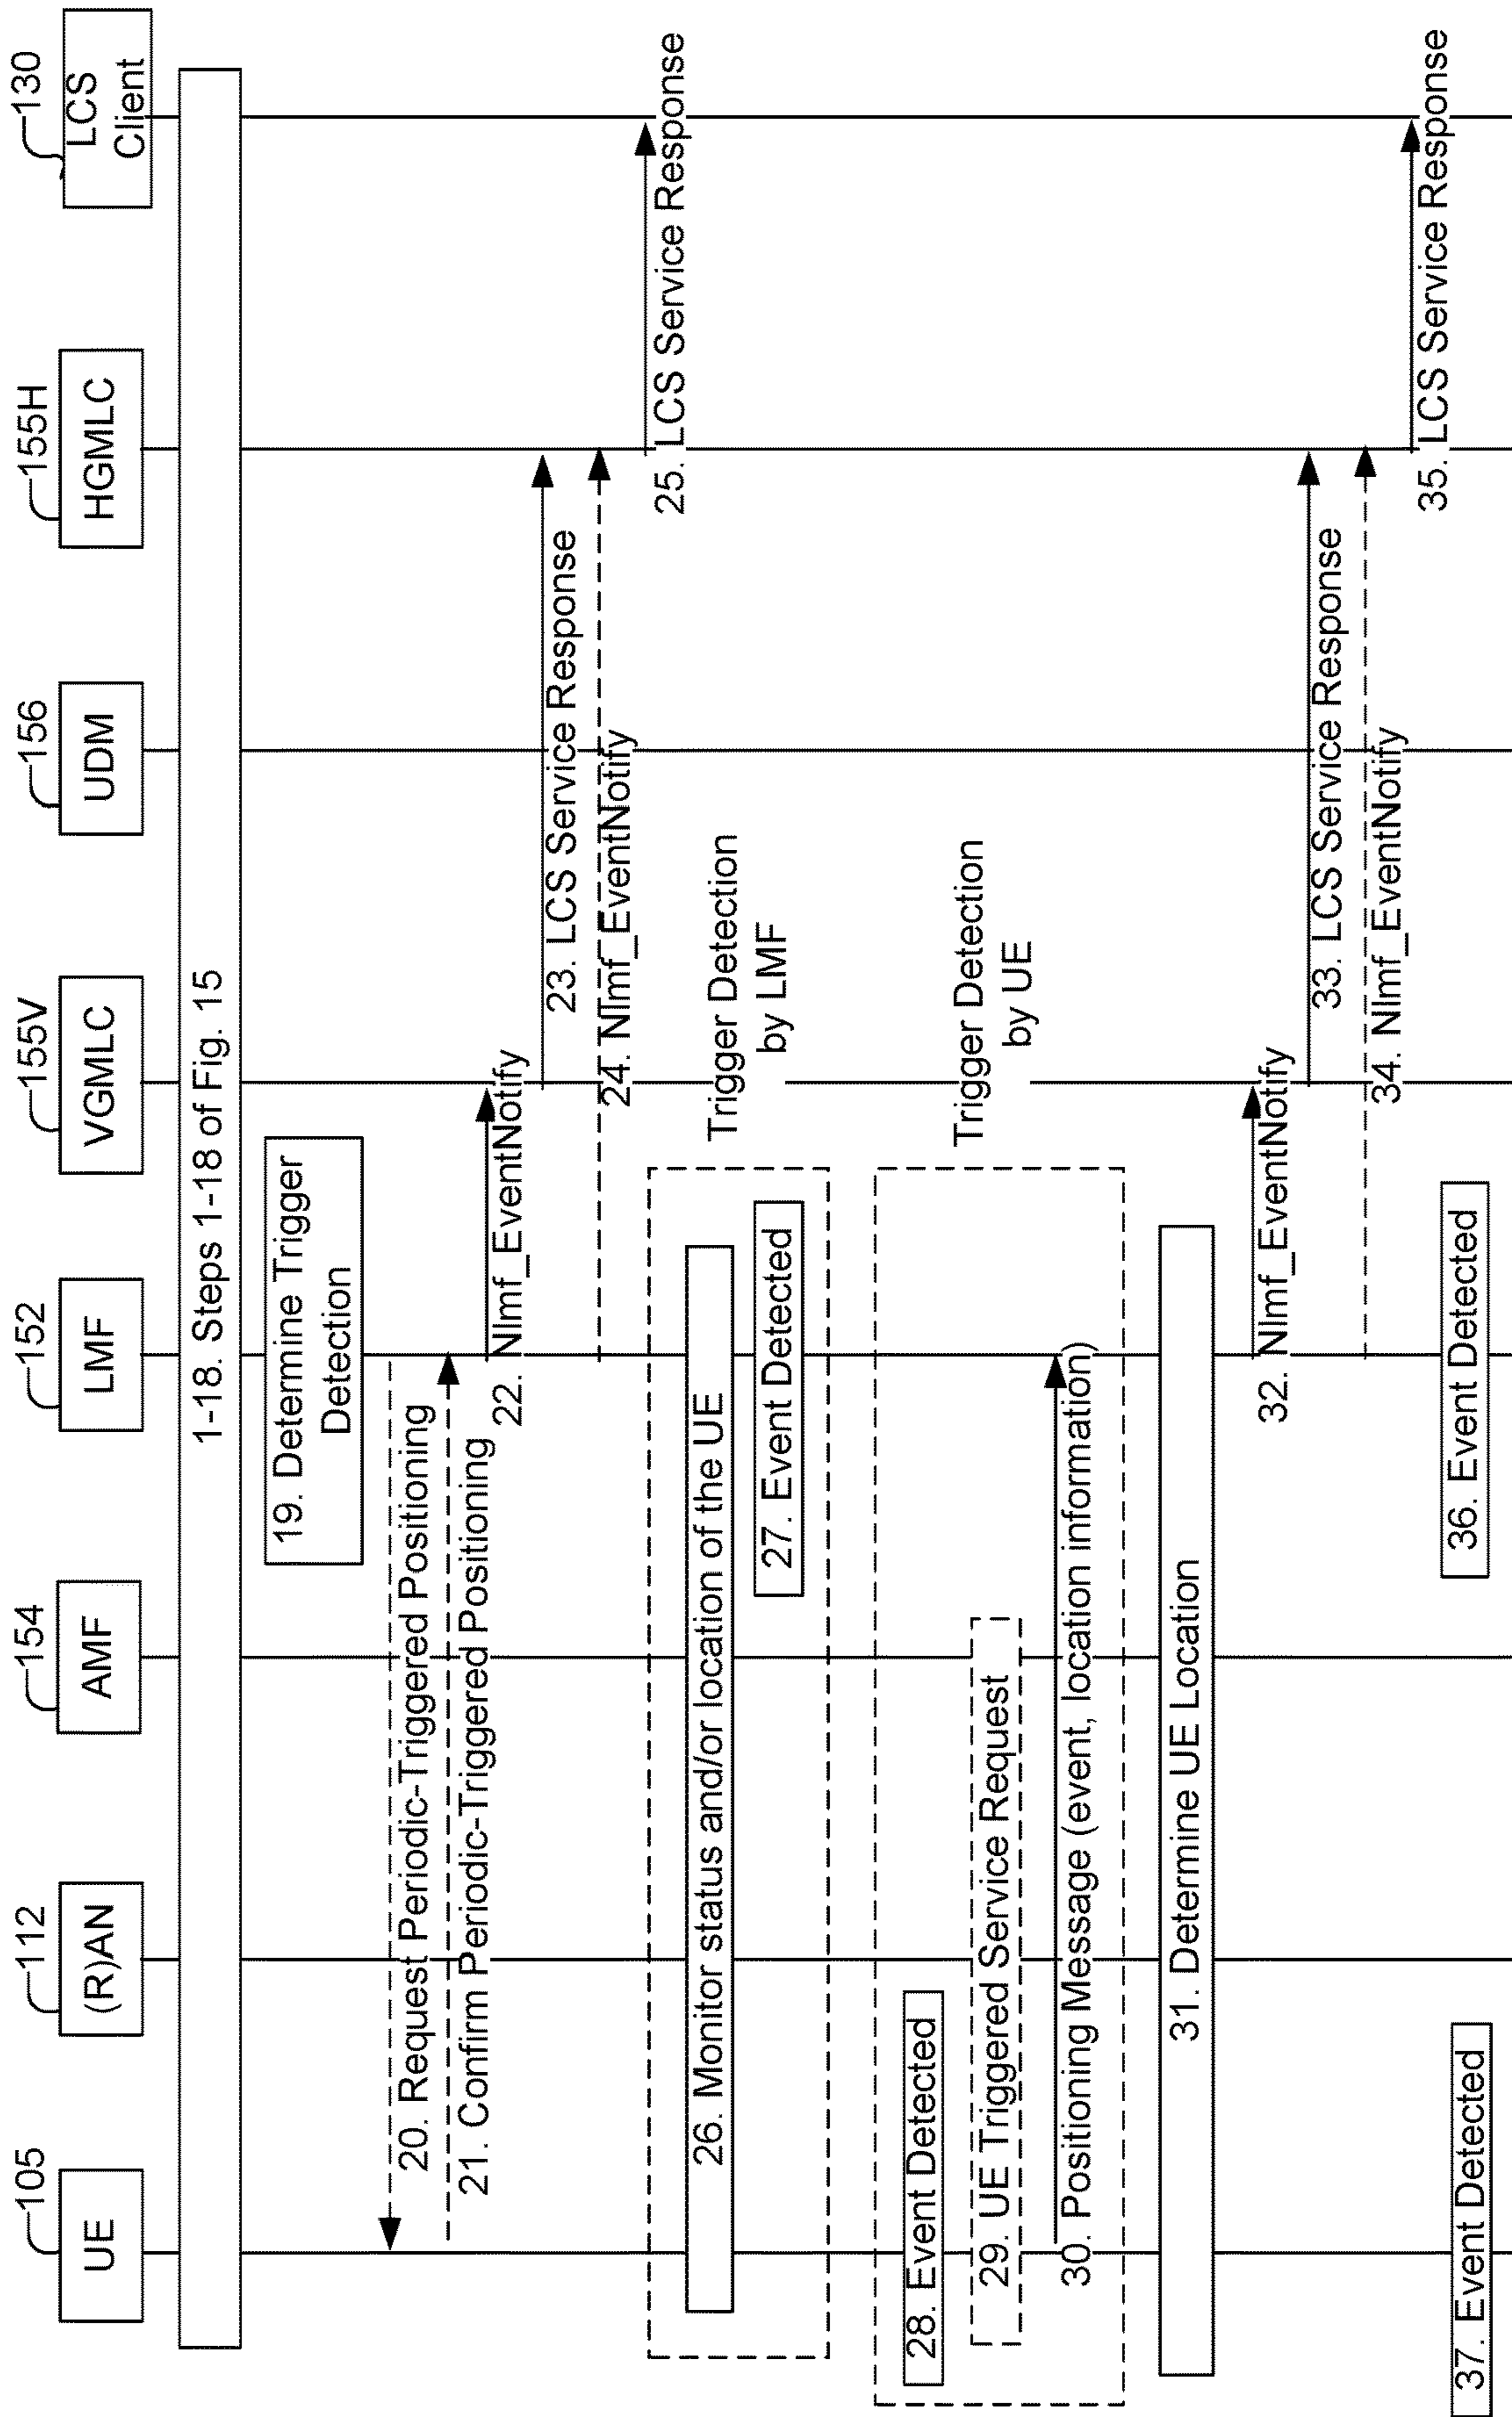 105
UE
112
(R)AN
154
AMF
152
LMF
155V
VGMLC
156
UDM
155H
HGMLC
130
LCS
Client
1-18. Steps 1-18 of Fig. 15
19. Determine Trigger
Detection
20. Request Periodic-Triggered Positioning
21. Confirm Periodic-Triggered Positioning
22. Nlmf_EventNotify
23. LCS Service Response
24. Nlmf_EventNotify
25. LCS Service Response
26. Monitor status and/or location of the UE
27. Event Detected
Trigger Detection
by LMF
28. Event Detected
29. UE Triggered Service Request
30. Positioning Message (event, location information)
Trigger Detection
by UE
31. Determine UE Location
32. Nlmf_EventNotify
33. LCS Service Response
34. Nlmf_EventNotify
35. LCS Service Response
36. Event Detected
37. Event Detected